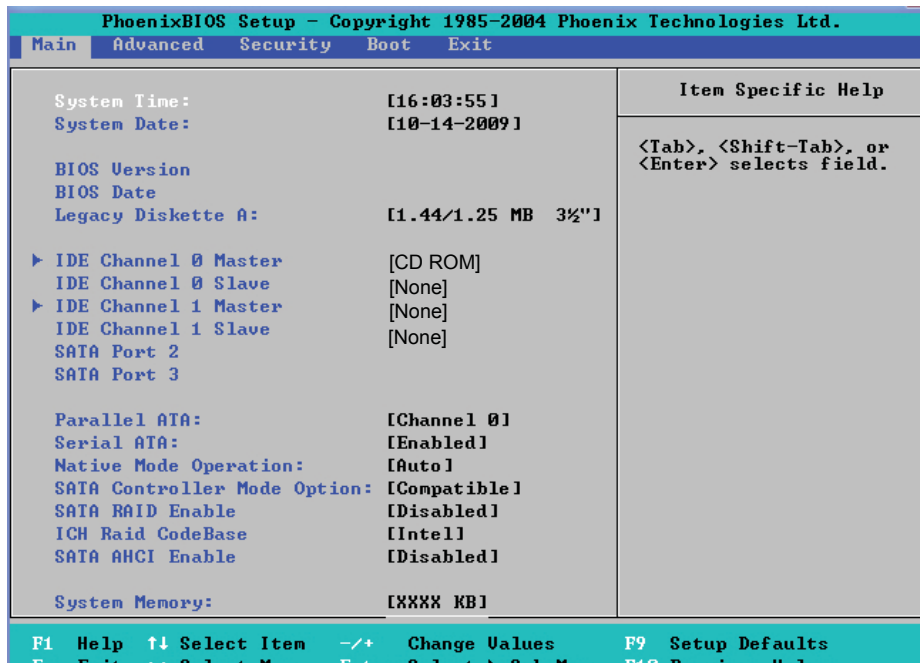 PhoenixBIOS Setup - Copyright 1985-2004 Phoenix Technologies Ltd.
Main Advanced Security Boot Exit
Item Specific Help
System Time: [16:03:55]
System Date: [10-14-2009]
<Tab>, <Shift-Tab>, or
<Enter> selects field.
BIOS Version
BIOS Date
Legacy Diskette A: [1.44/1.25 MB 3½"]
IDE Channel 0 Master [CD ROM]
IDE Channel 0 Slave [None]
IDE Channel 1 Master [None]
IDE Channel 1 Slave [None]
SATA Port 2
SATA Port 3
Parallel ATA: [Channel 0]
Serial ATA: [Enabled]
Native Mode Operation: [Auto]
SATA Controller Mode Option: [Compatible]
SATA RAID Enable [Disabled]
ICH Raid CodeBase [Intel]
SATA AHCI Enable [Disabled]
System Memory: [XXXX KB]
F1 Help ↑↓ Select Item -/+ Change Values F9 Setup Defaults